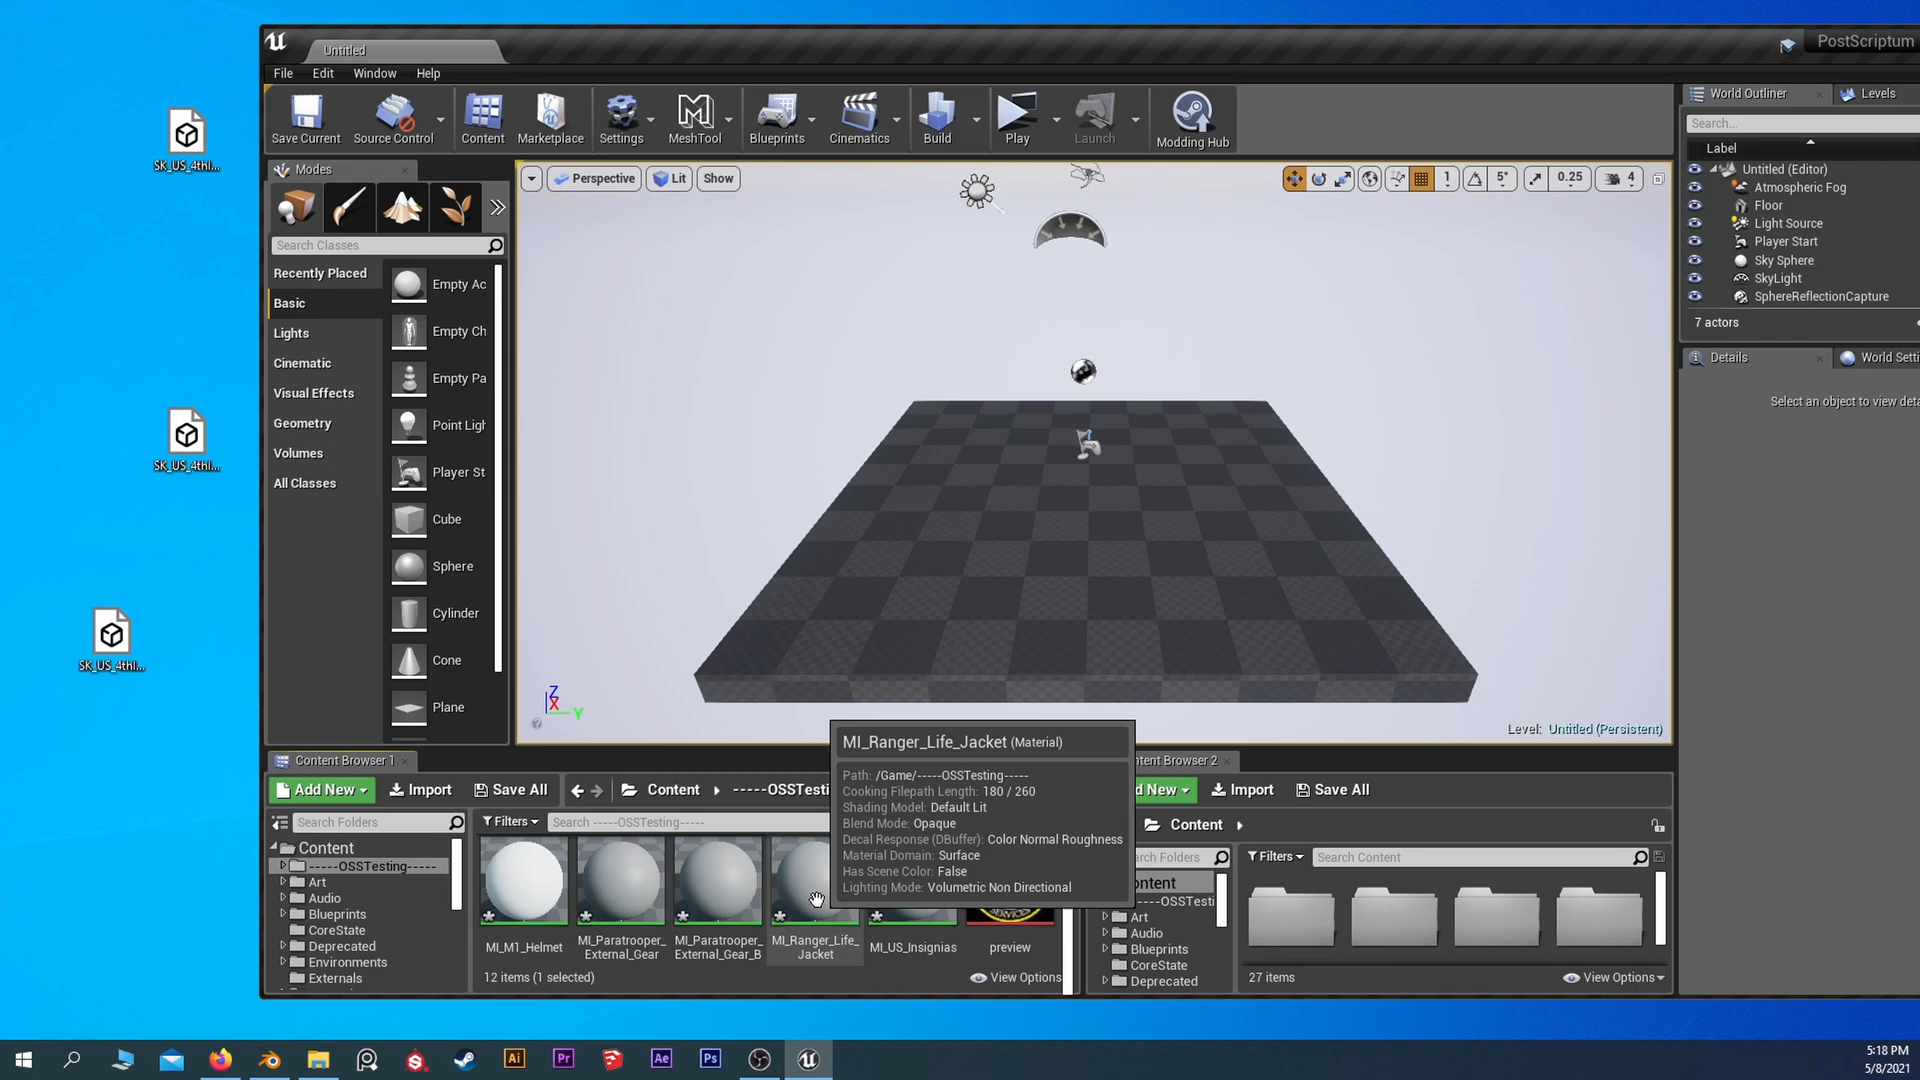 Untitled
PostScriptum
File Edit Window Help
Save Current Source Control Content Marketplace Settings MeshTool Blueprints Cinematics Build Play Launch Modding Hub
World Outliner Levels
Search...
Label
Untitled (Editor)
Atmospheric Fog
Floor
Light Source
Player Start
Sky Sphere
SkyLight
SphereReflectionCapture
7 actors
Details World Setti
Select an object to view deta
SK_US_4thI...
SK_US_4thI...
SK_US_4thI...
Modes
Search Classes
Recently Placed
Basic
Lights
Cinematic
Visual Effects
Geometry
Volumes
All Classes
Empty Ac
Empty Ch
Empty Pa
Point Ligh
Player St
Cube
Sphere
Cylinder
Cone
Plane
Perspective Lit Show
1 5° 0.25 4
Z
X
Y
Level: Untitled (Persistent)
MI_Ranger_Life_Jacket (Material)
Path: /Game/-----OSSTesting-----
Cooking Filepath Length: 180 / 260
Shading Model: Default Lit
Blend Mode: Opaque
Decal Response (DBuffer): Color Normal Roughness
Material Domain: Surface
Has Scene Color: False
Lighting Mode: Volumetric Non Directional
Content Browser 1
Add New Import Save All Content -----OSSTesti
Search Folders
Filters Search -----OSSTesting-----
Content
-----OSSTesting-----
Art
Audio
Blueprints
CoreState
Deprecated
Environments
Externals
MI_M1_Helmet
MI_Paratrooper_
External_Gear
MI_Paratrooper_
External_Gear_B
MI_Ranger_Life_
Jacket
MI_US_Insignias
preview
12 items (1 selected)
View Options
ntent Browser 2
d New Import Save All
Content
arch Folders
Filters Search Content
ontent
-----OSSTesti
Art
Audio
Blueprints
CoreState
Deprecated
27 items
View Options
Ai Pr Ae Ps
5:18 PM
5/8/2021